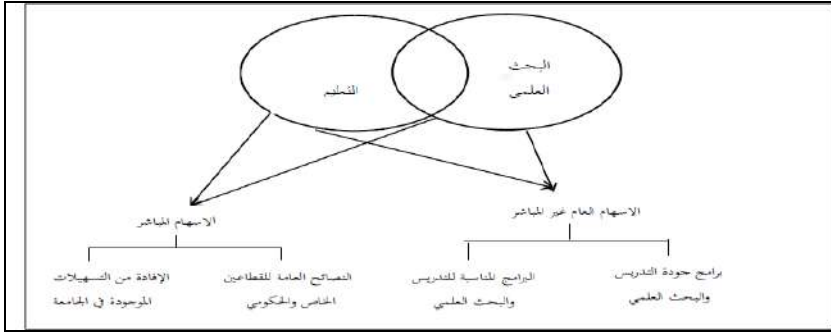 البحث
العلمي
التعليم
الاسهام العام غير المباشر
الاسهام المباشر
برامج جودة التدريس
والبحث العلمي
البرامج المناسبة للتدريس
والبحث العلمي
النصائح العامة للقطاعين
الخاص والحكومي
الإفادة من التسهيلات
الموجودة في الجامعة